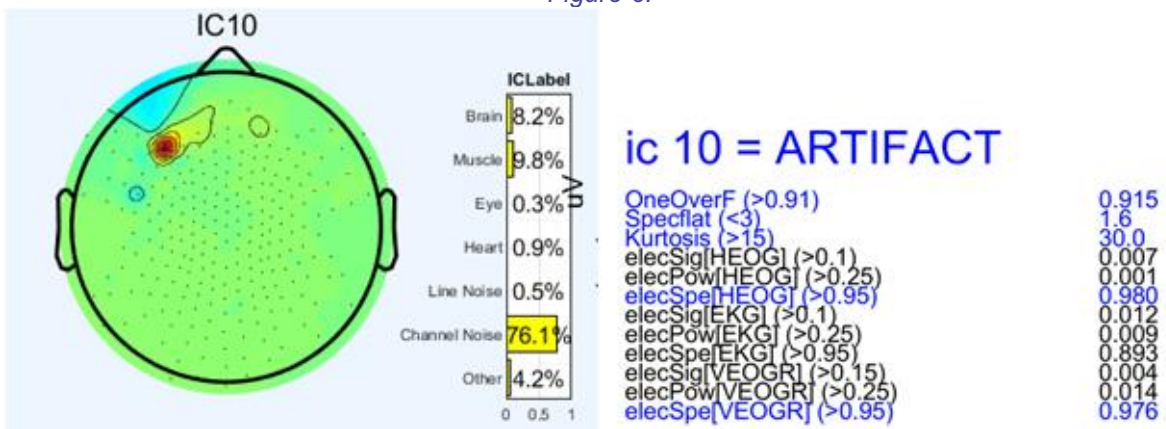 IC10
ICLabel
Brain 8.2%
Muscle 9.8%
Eye 0.3%
Heart 0.9%
Line Noise 0.5%
Channel Noise 76.1%
Other 4.2%
0 0.5 1
uV
ic 10 = ARTIFACT
OneOverF (>0.91) 0.915
Specflat (<3) 1.6
Kurtosis (>15) 30.0
elecSig[HEOG] (>0.1) 0.007
elecPow[HEOG] (>0.25) 0.001
elecSpe[HEOG] (>0.95) 0.980
elecSig[EKG] (>0.1) 0.012
elecPow[EKG] (>0.25) 0.009
elecSpe[EKG] (>0.95) 0.893
elecSig[VEOGR] (>0.15) 0.004
elecPow[VEOGR] (>0.25) 0.014
elecSpe[VEOGR] (>0.95) 0.976